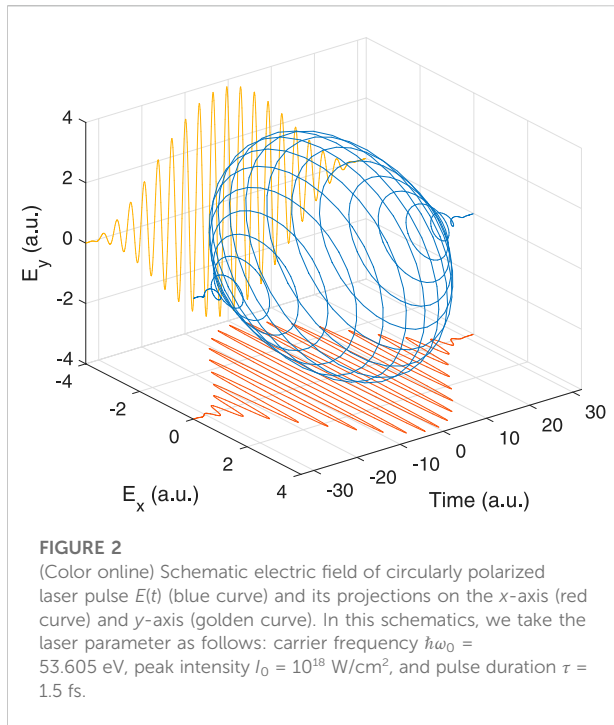 4
2
0
-2
-4
E_y (a.u.)
-4
-2
0
2
4
E_x (a.u.)
-30
-20
-10
0
10
20
30
Time (a.u.)
FIGURE 2
(Color online) Schematic electric field of circularly polarized
laser pulse E(t) (blue curve) and its projections on the x-axis (red
curve) and y-axis (golden curve). In this schematics, we take the
laser parameter as follows: carrier frequency ℏω₀ =
53.605 eV, peak intensity I₀ = 10¹⁸ W/cm², and pulse duration τ =
1.5 fs.